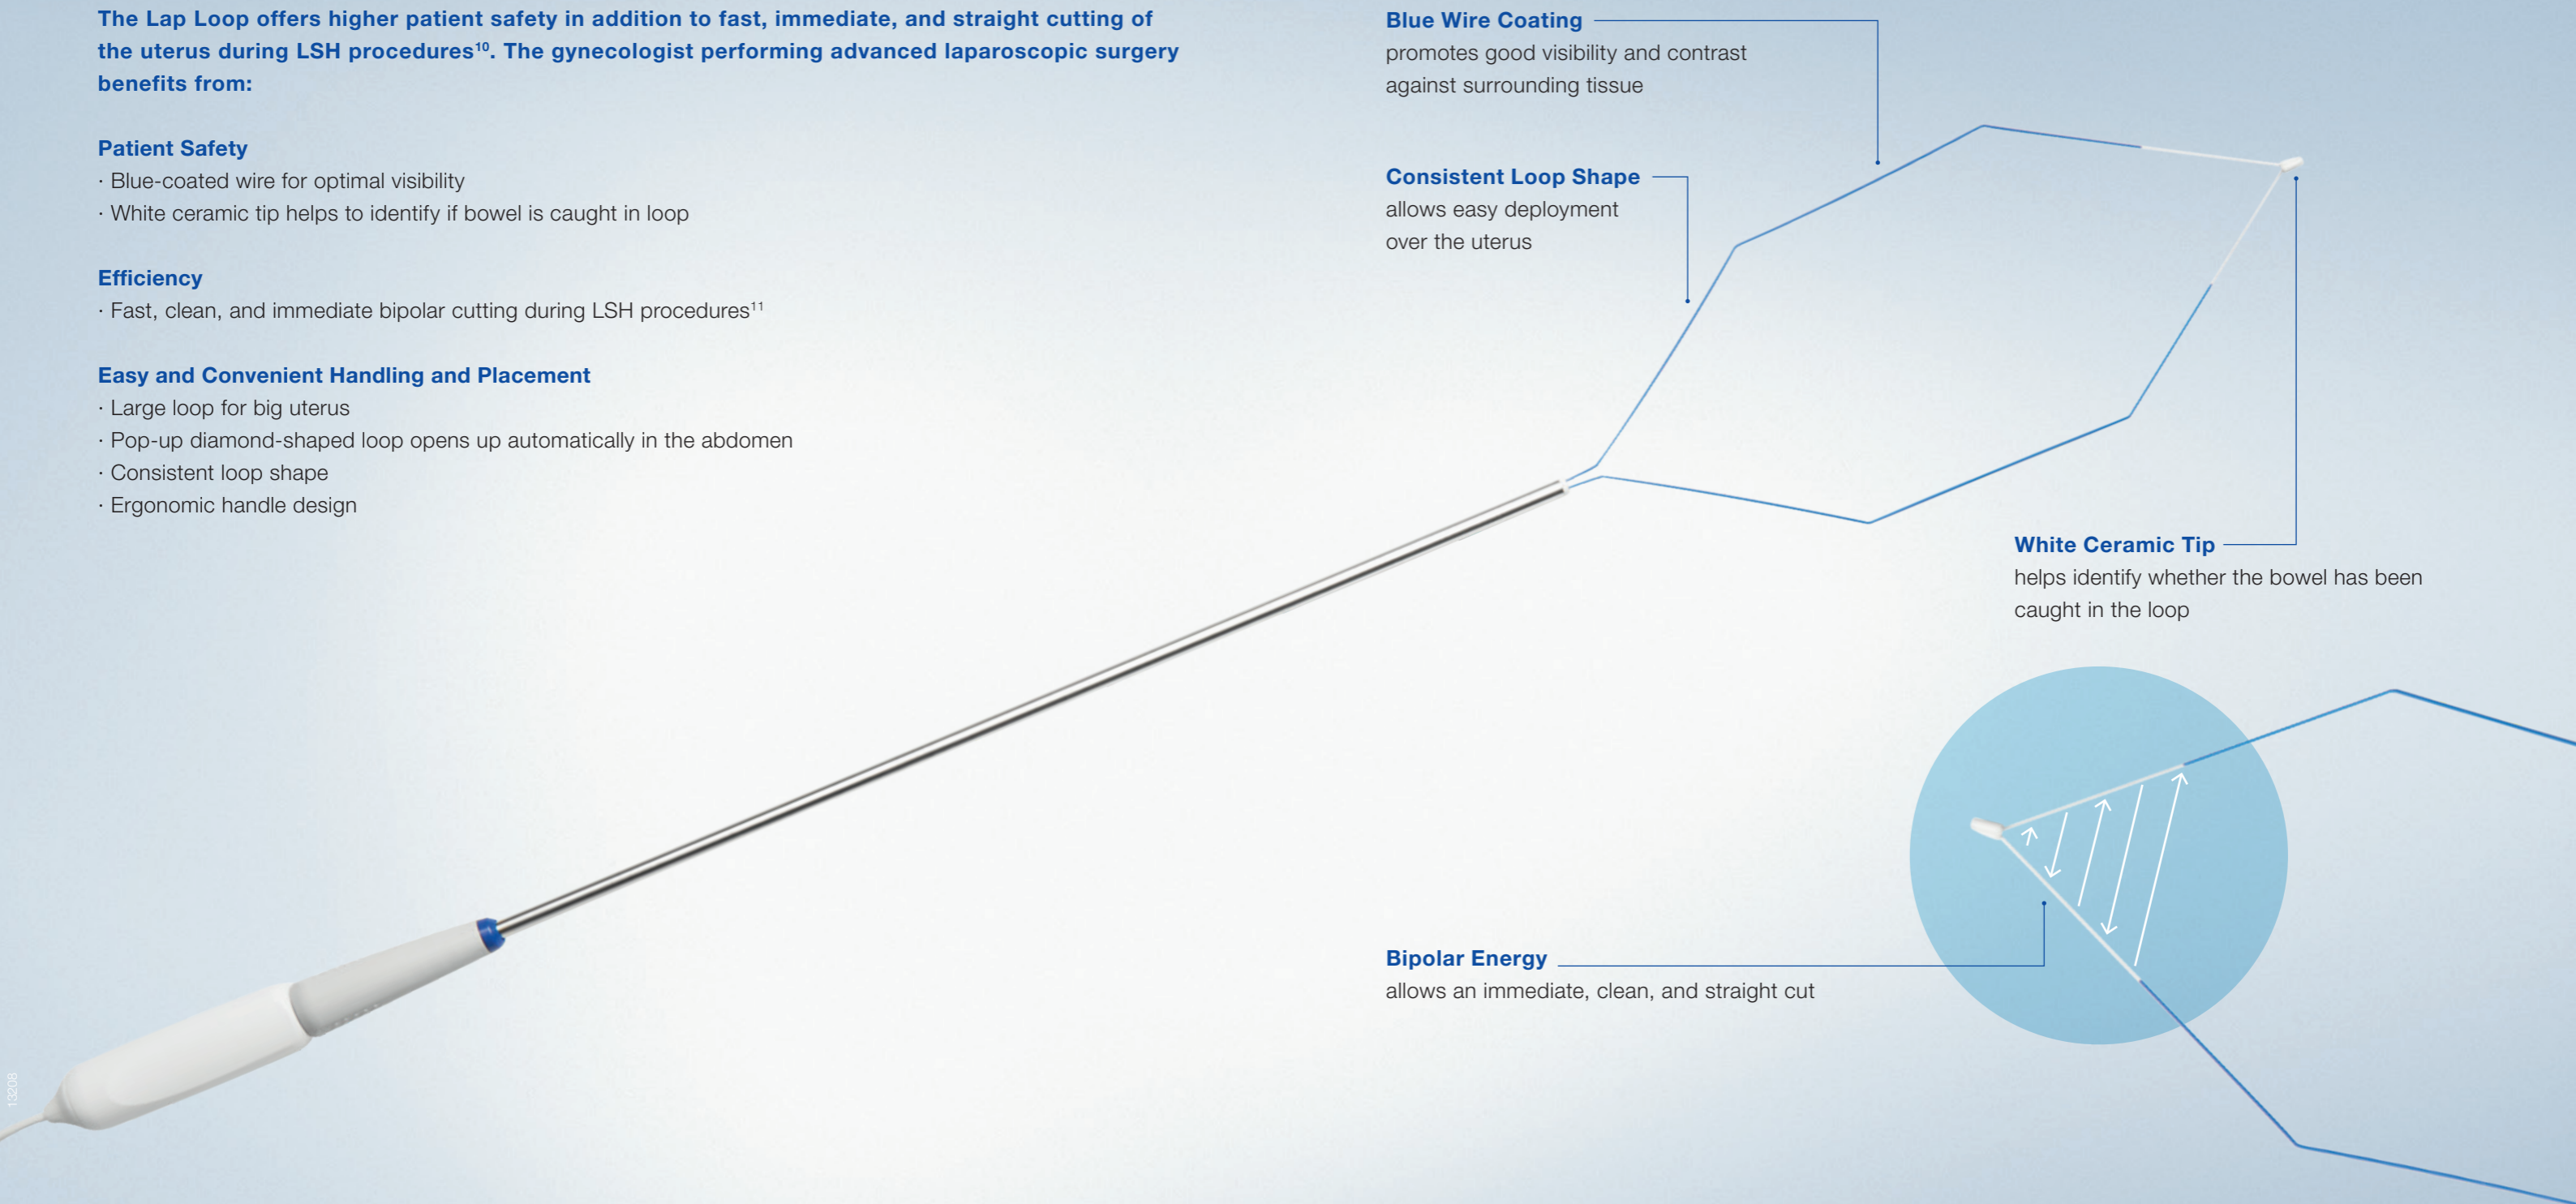 The Lap Loop offers higher patient safety in addition to fast, immediate, and straight cutting of
the uterus during LSH procedures¹⁰. The gynecologist performing advanced laparoscopic surgery
benefits from:
Patient Safety
· Blue-coated wire for optimal visibility
· White ceramic tip helps to identify if bowel is caught in loop
Efficiency
· Fast, clean, and immediate bipolar cutting during LSH procedures¹¹
Easy and Convenient Handling and Placement
· Large loop for big uterus
· Pop-up diamond-shaped loop opens up automatically in the abdomen
· Consistent loop shape
· Ergonomic handle design
Blue Wire Coating
promotes good visibility and contrast
against surrounding tissue
Consistent Loop Shape
allows easy deployment
over the uterus
White Ceramic Tip
helps identify whether the bowel has been
caught in the loop
Bipolar Energy
allows an immediate, clean, and straight cut
13208